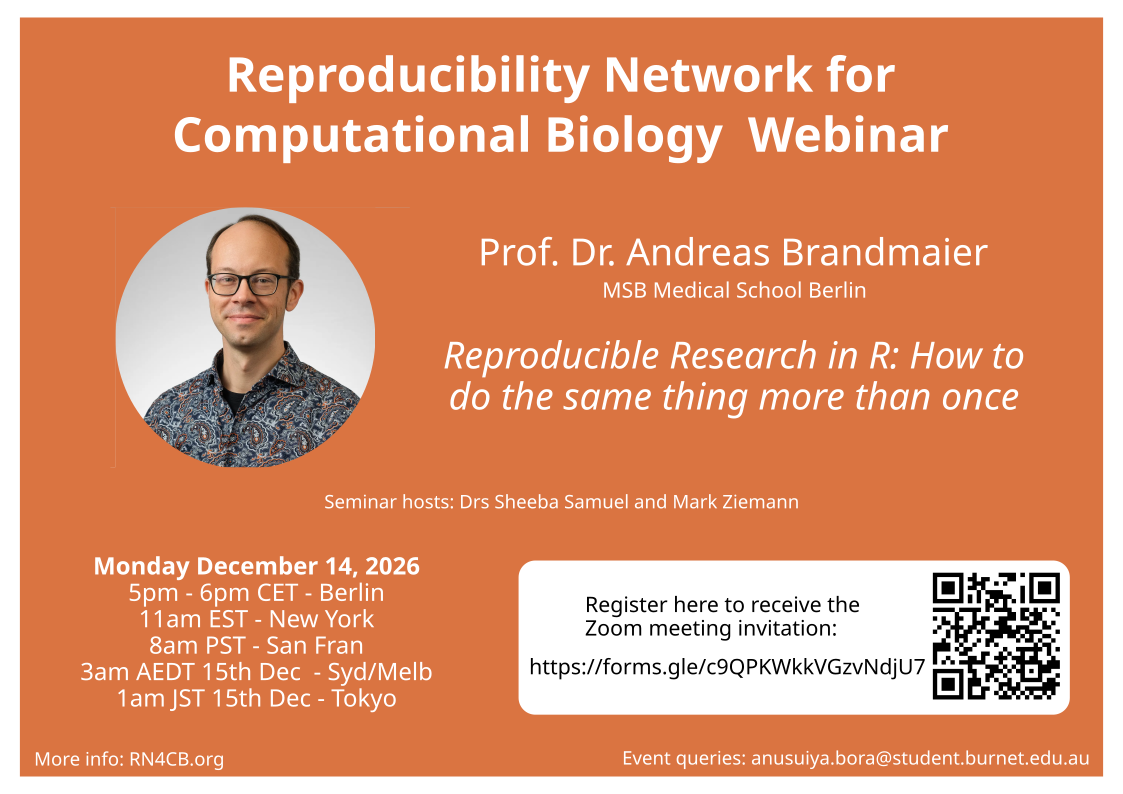 Reproducibility Network for
Computational Biology  Webinar
Prof. Dr. Andreas Brandmaier
MSB Medical School Berlin
Reproducible Research in R: How to
do the same thing more than once
Seminar hosts: Drs Sheeba Samuel and Mark Ziemann
Monday December 14, 2026
5pm - 6pm CET - Berlin
11am EST - New York
8am PST - San Fran
3am AEDT 15th Dec  - Syd/Melb
1am JST 15th Dec - Tokyo
Register here to receive the
Zoom meeting invitation:
https://forms.gle/c9QPKWkkVGzvNdjU7
More info: RN4CB.org
Event queries: anusuiya.bora@student.burnet.edu.au